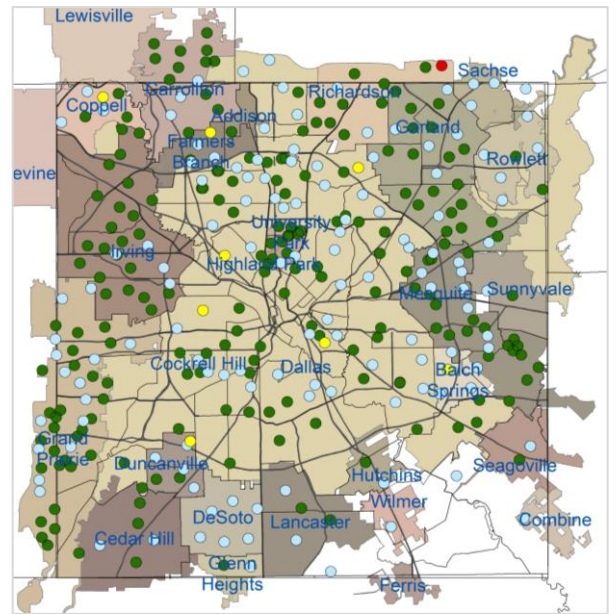 Lewisville
Sachse
Carrollton
Richardson
Coppell
Addison
Garland
Farmers
Branch
Rowlett
evine
University
Park
Irving
Highland Park
Mesquite
Sunnyvale
Cockrell Hill
Dallas
Balch
Springs
Grand
Prairie
Duncanville
Seagoville
Hutchins
Wilmer
DeSoto
Lancaster
Combine
Cedar Hill
Glenn
Heights
Ferris